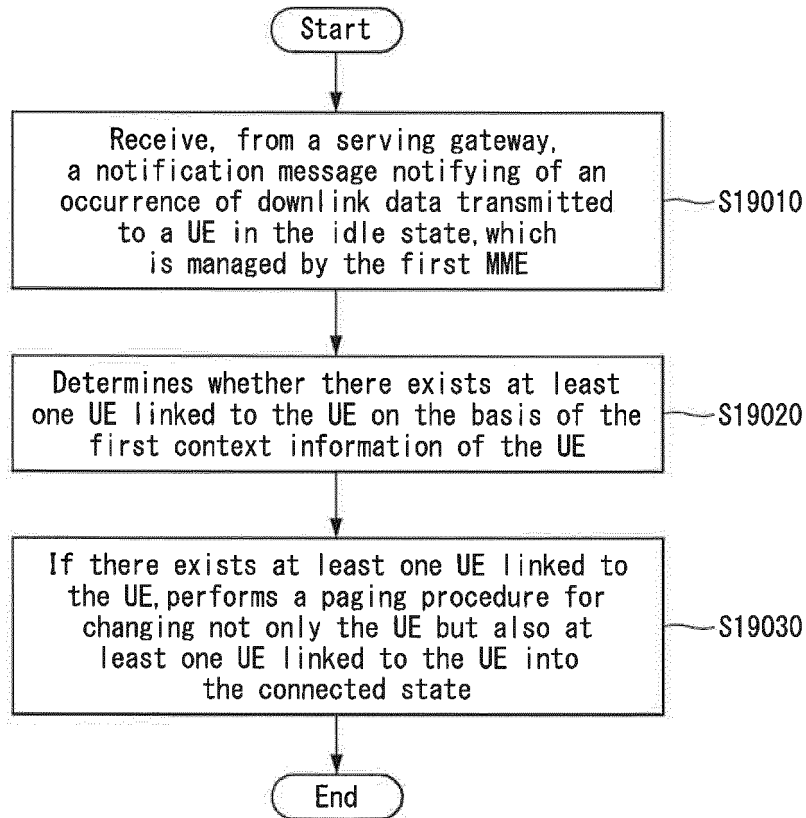 Start
Receive, from a serving gateway,
a notification message notifying of an
occurrence of downlink data transmitted
to a UE in the idle state, which
is managed by the first MME
S19010
Determines whether there exists at least
one UE linked to the UE on the basis of the
first context information of the UE
S19020
If there exists at least one UE linked to
the UE, performs a paging procedure for
changing not only the UE but also at
least one UE linked to the UE into
the connected state
S19030
End